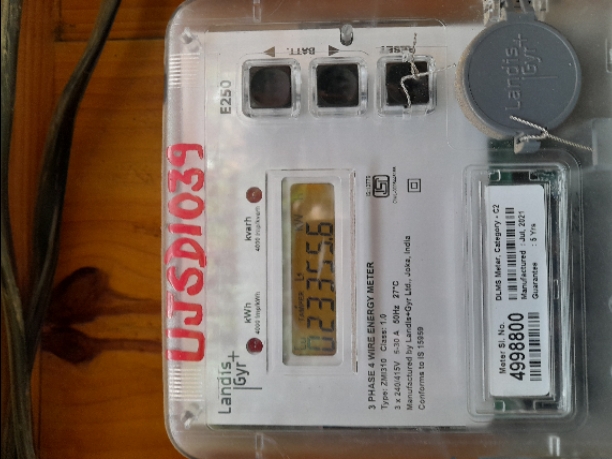 UJSD1039
E250
BATT.
RESET
Landis+
Gyr+
Landis+
Gyr+
kWh
4000 imp/kWh
kvarh
4000 imp/kvarh
3 PHASE 4 WIRE ENERGY METER
Type: ZMI310 Class: 1.0
3 x 240/415V 5-30 A 50Hz 27°C
Manufactured by Landis+Gyr Ltd., Joka, India
Conforms to IS 13999
Meter Sl. No.
4998800
DLMS Meter, Category - C2
Manufactured : Jul, 2021
Guarantee : 5 Yrs